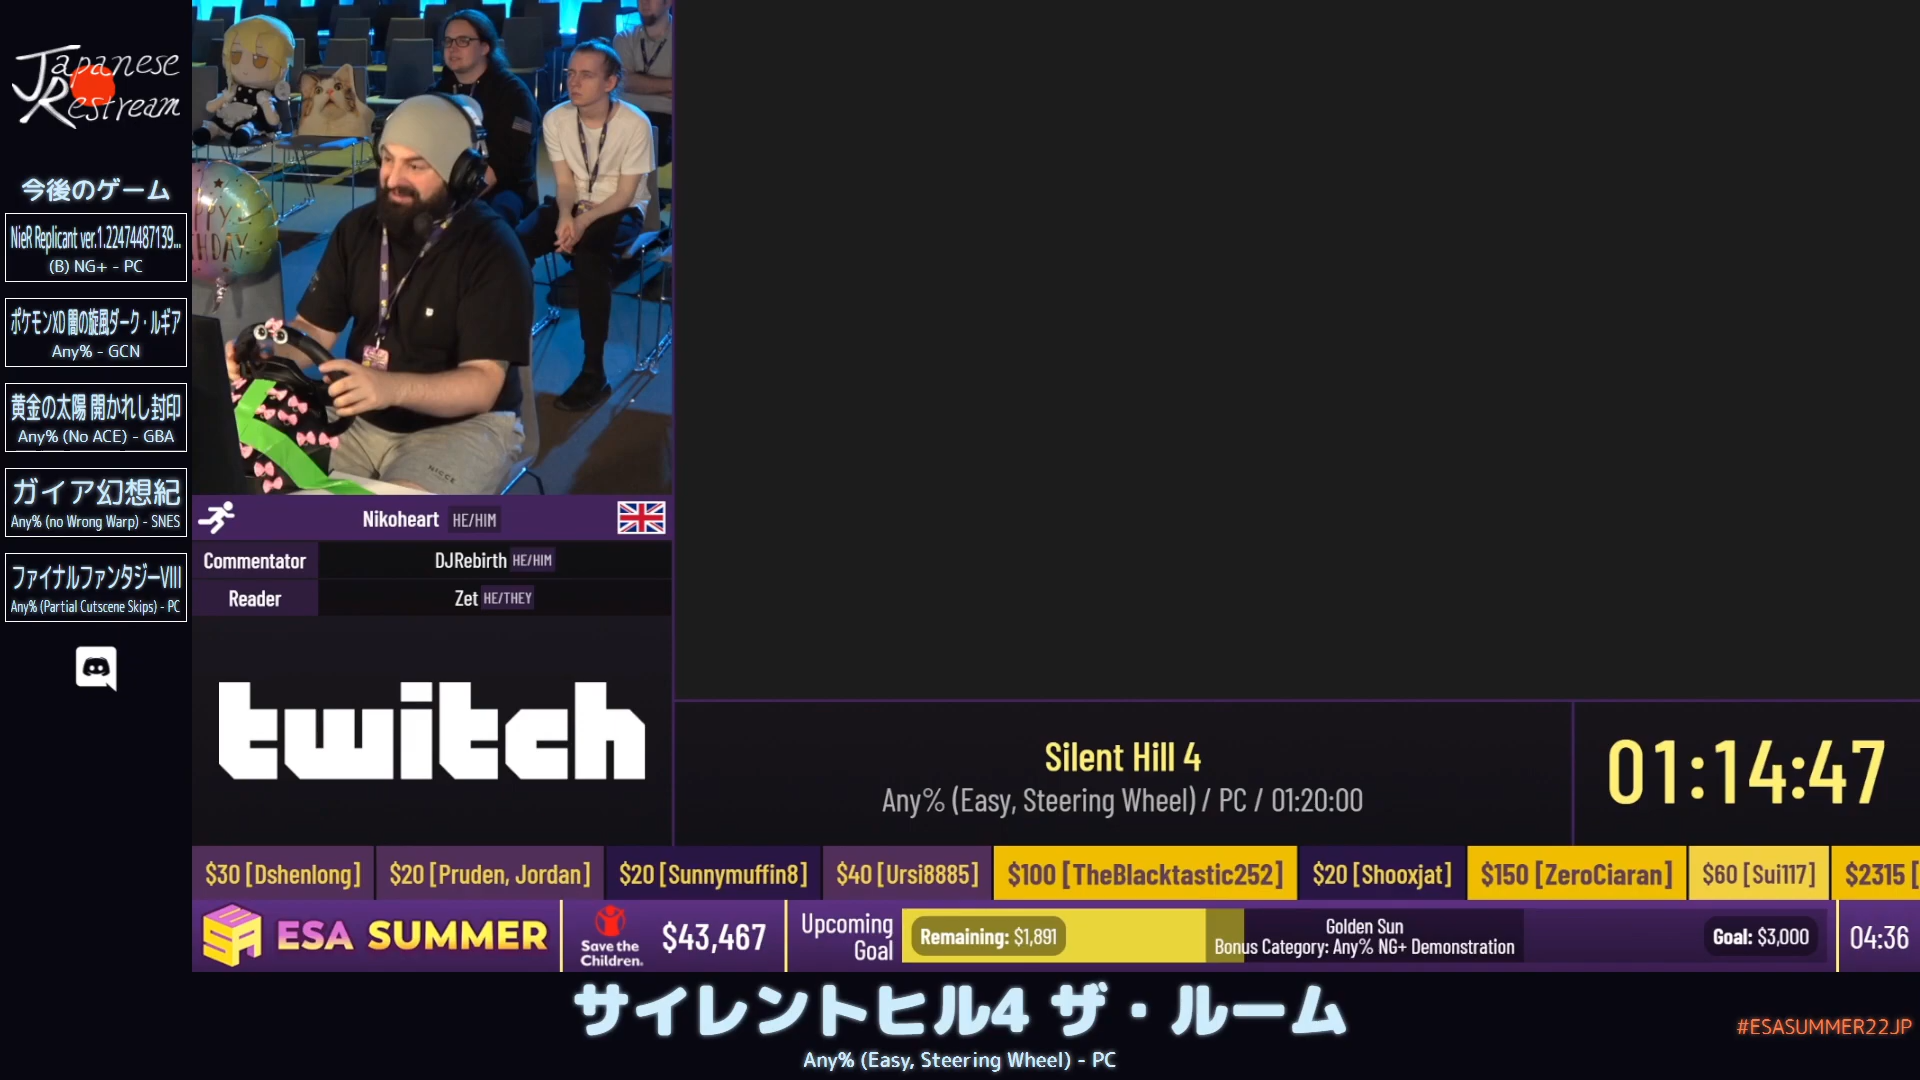 Japanese
Restream
今後のゲーム
NieR Replicant ver.1.22474487139...
(B) NG+ - PC
ポケモンXD 闇の旋風ダーク・ルギア
Any% - GCN
黄金の太陽 開かれし封印
Any% (No ACE) - GBA
ガイア幻想紀
Any% (no Wrong Warp) - SNES
ファイナルファンタジーVIII
Any% (Partial Cutscene Skips) - PC
NICCE
Nikoheart HE/HIM
Commentator DJRebirth HE/HIM
Reader Zet HE/THEY
twitch
Silent Hill 4
Any% (Easy, Steering Wheel) / PC / 01:20:00
01:14:47
$30 [Dshenlong] $20 [Pruden, Jordan] $20 [Sunnymuffin8] $40 [Ursi8885] $100 [TheBlacktastic252] $20 [Shooxjat] $150 [ZeroCiaran] $60 [Sui117] $2315 [
ESA SUMMER
Save the
Children.
$43,467
Upcoming
Goal
Remaining: $1,891
Golden Sun
Bonus Category: Any% NG+ Demonstration
Goal: $3,000
04:36
サイレントヒル4 ザ・ルーム
Any% (Easy, Steering Wheel) - PC
#ESASUMMER22JP